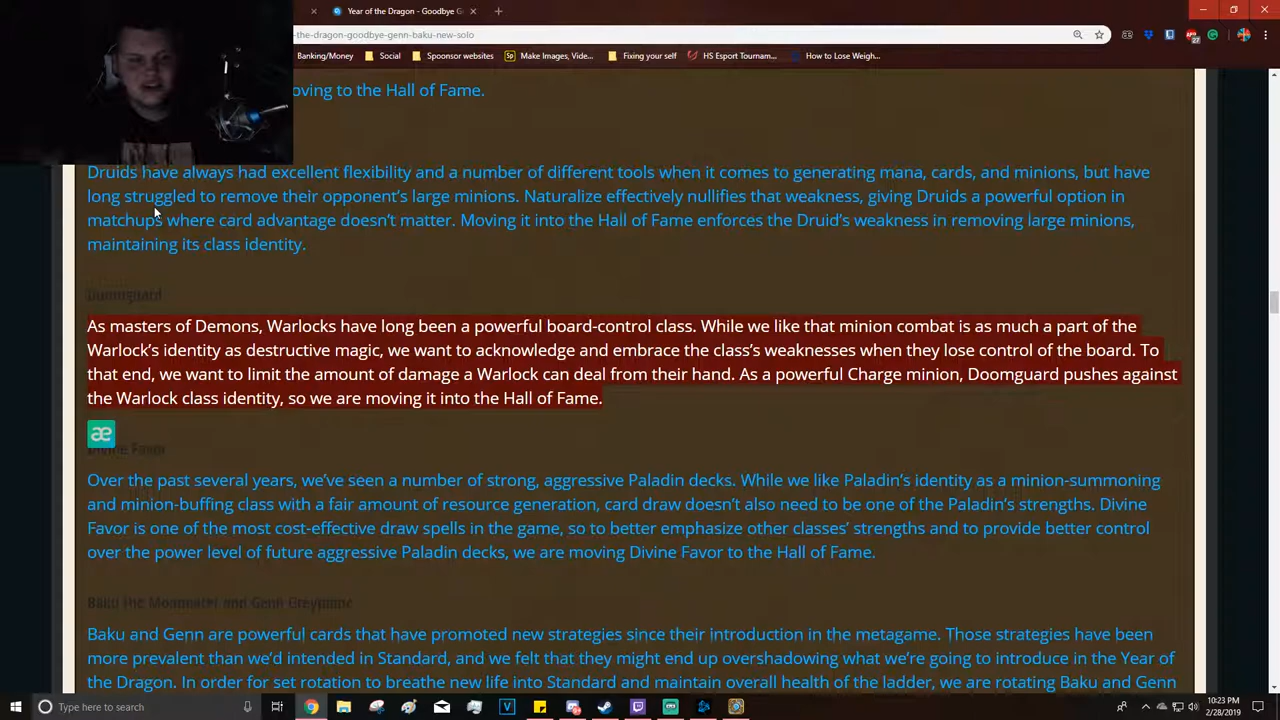 Year of the Dragon - Goodbye G
the-dragon-goodbye-genn-baku-new-solo
Banking/Money Social Spoonsor websites Make Images, Vide... Fixing your self HS Esport Tournam... How to Lose Weigh...
oving to the Hall of Fame.
Druids have always had excellent flexibility and a number of different tools when it comes to generating mana, cards, and minions, but have
long struggled to remove their opponent's large minions. Naturalize effectively nullifies that weakness, giving Druids a powerful option in
matchups where card advantage doesn't matter. Moving it into the Hall of Fame enforces the Druid's weakness in removing large minions,
maintaining its class identity.
Doomguard
As masters of Demons, Warlocks have long been a powerful board-control class. While we like that minion combat is as much a part of the
Warlock's identity as destructive magic, we want to acknowledge and embrace the class's weaknesses when they lose control of the board. To
that end, we want to limit the amount of damage a Warlock can deal from their hand. As a powerful Charge minion, Doomguard pushes against
the Warlock class identity, so we are moving it into the Hall of Fame.
æ
Divine Favor
Over the past several years, we've seen a number of strong, aggressive Paladin decks. While we like Paladin's identity as a minion-summoning
and minion-buffing class with a fair amount of resource generation, card draw doesn't also need to be one of the Paladin's strengths. Divine
Favor is one of the most cost-effective draw spells in the game, so to better emphasize other classes' strengths and to provide better control
over the power level of future aggressive Paladin decks, we are moving Divine Favor to the Hall of Fame.
Baku the Mooneater and Genn Greymane
Baku and Genn are powerful cards that have promoted new strategies since their introduction in the metagame. Those strategies have been
more prevalent than we'd intended in Standard, and we felt that they might end up overshadowing what we're going to introduce in the Year of
the Dragon. In order for set rotation to breathe new life into Standard and maintain overall health of the ladder, we are rotating Baku and Genn
Type here to search
10:23 PM
2/28/2019